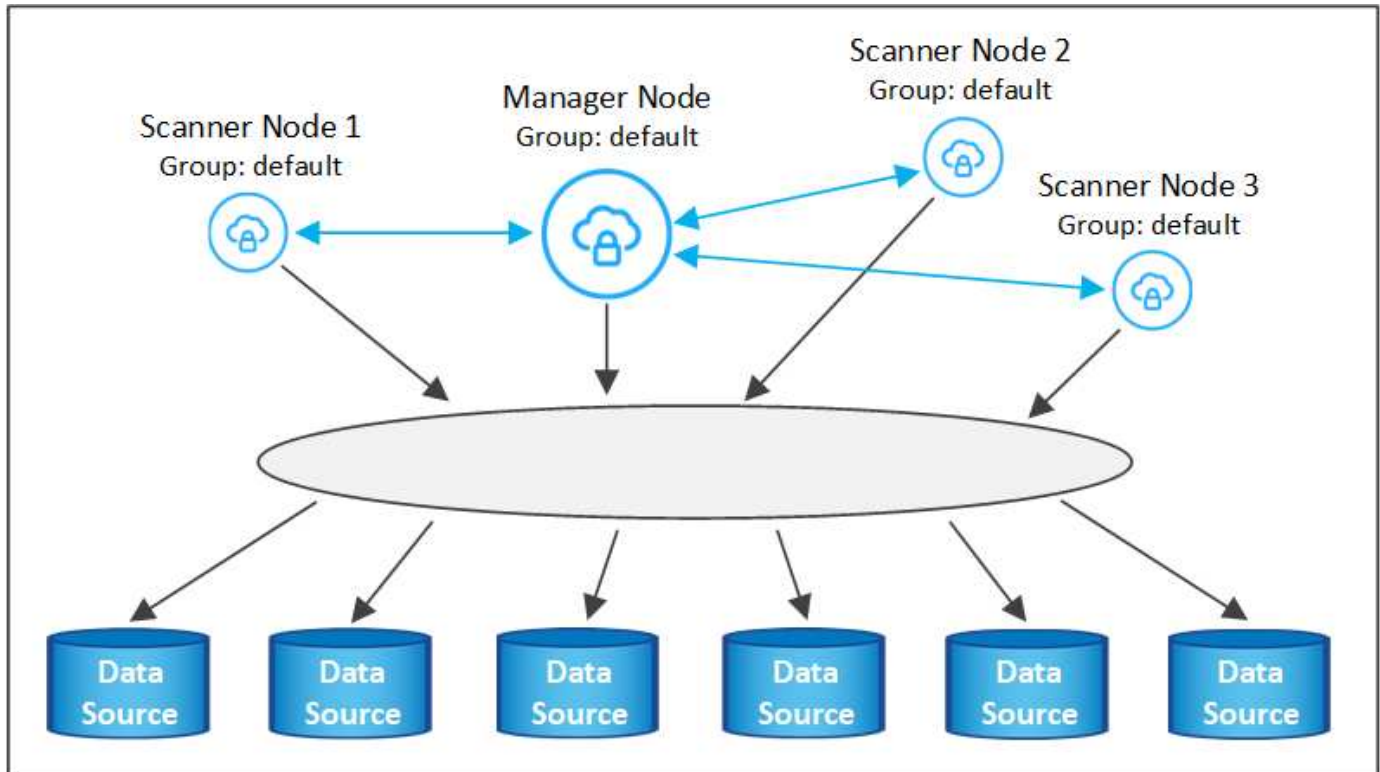 Scanner Node 2
Group: default
Manager Node
Group: default
Scanner Node 1
Group: default
Scanner Node 3
Group: default
Data
Source
Data
Source
Data
Source
Data
Source
Data
Source
Data
Source